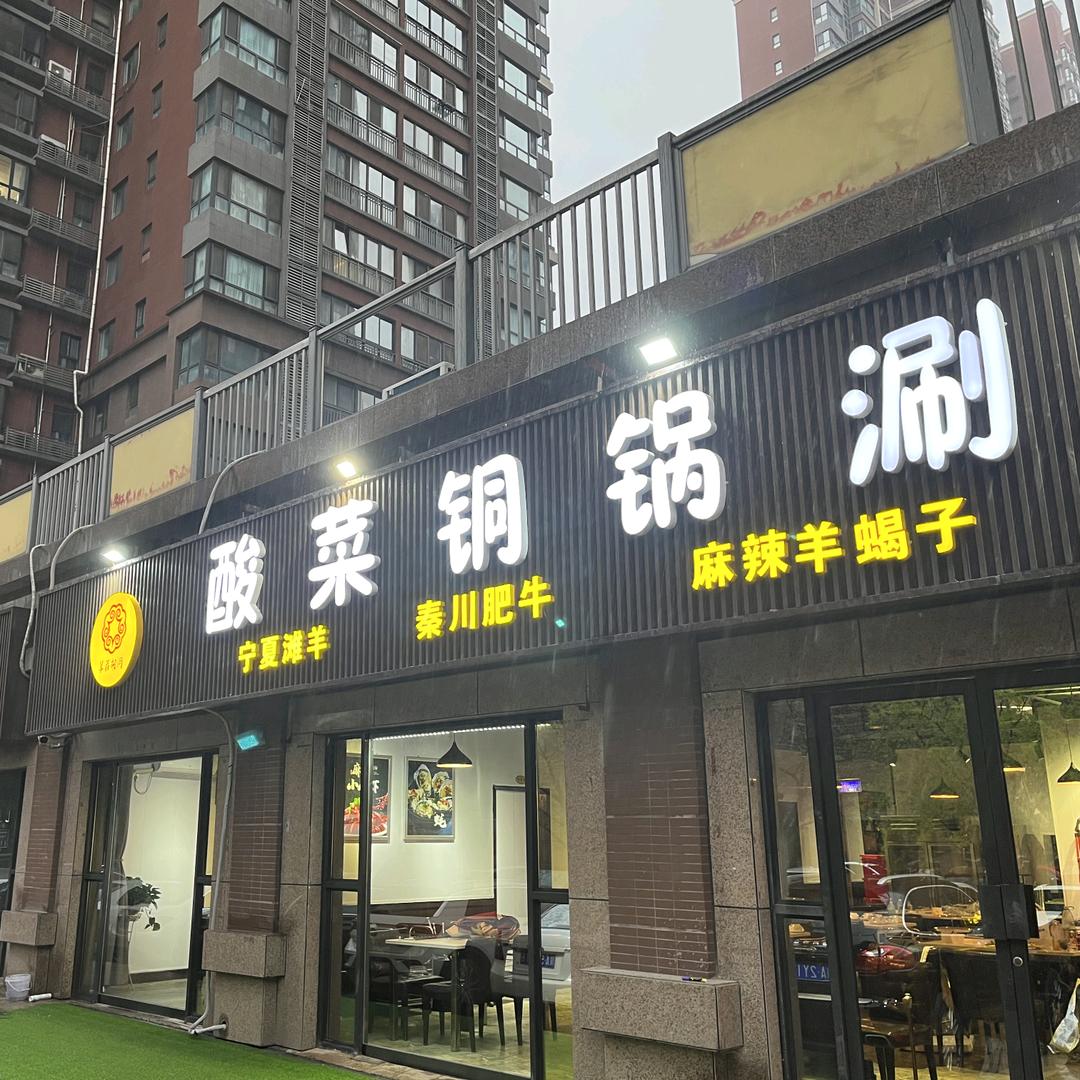 酸菜铜锅涮
宁夏滩羊 秦川肥牛 麻辣羊蝎子